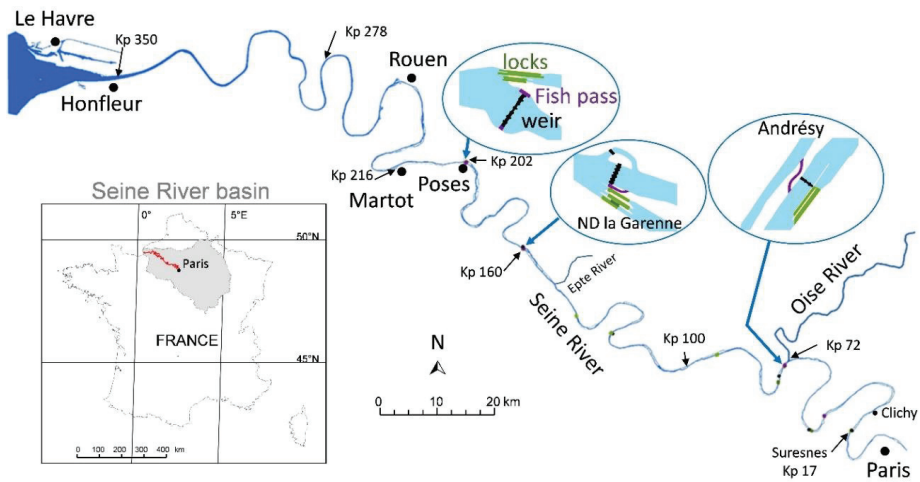 Le Havre
Kp 350
Honfleur
Kp 278
Rouen
locks
Fish pass
weir
Kp 216
Martot
Kp 202
Poses
ND la Garenne
Kp 160
Epte River
Seine River
Andrésy
Oise River
Kp 100
Kp 72
Clichy
Suresnes
Kp 17
Paris
N
0 10 20 km
Seine River basin
0°
5°E
50°N
Paris
FRANCE
45°N
0 100 200 300 400
km